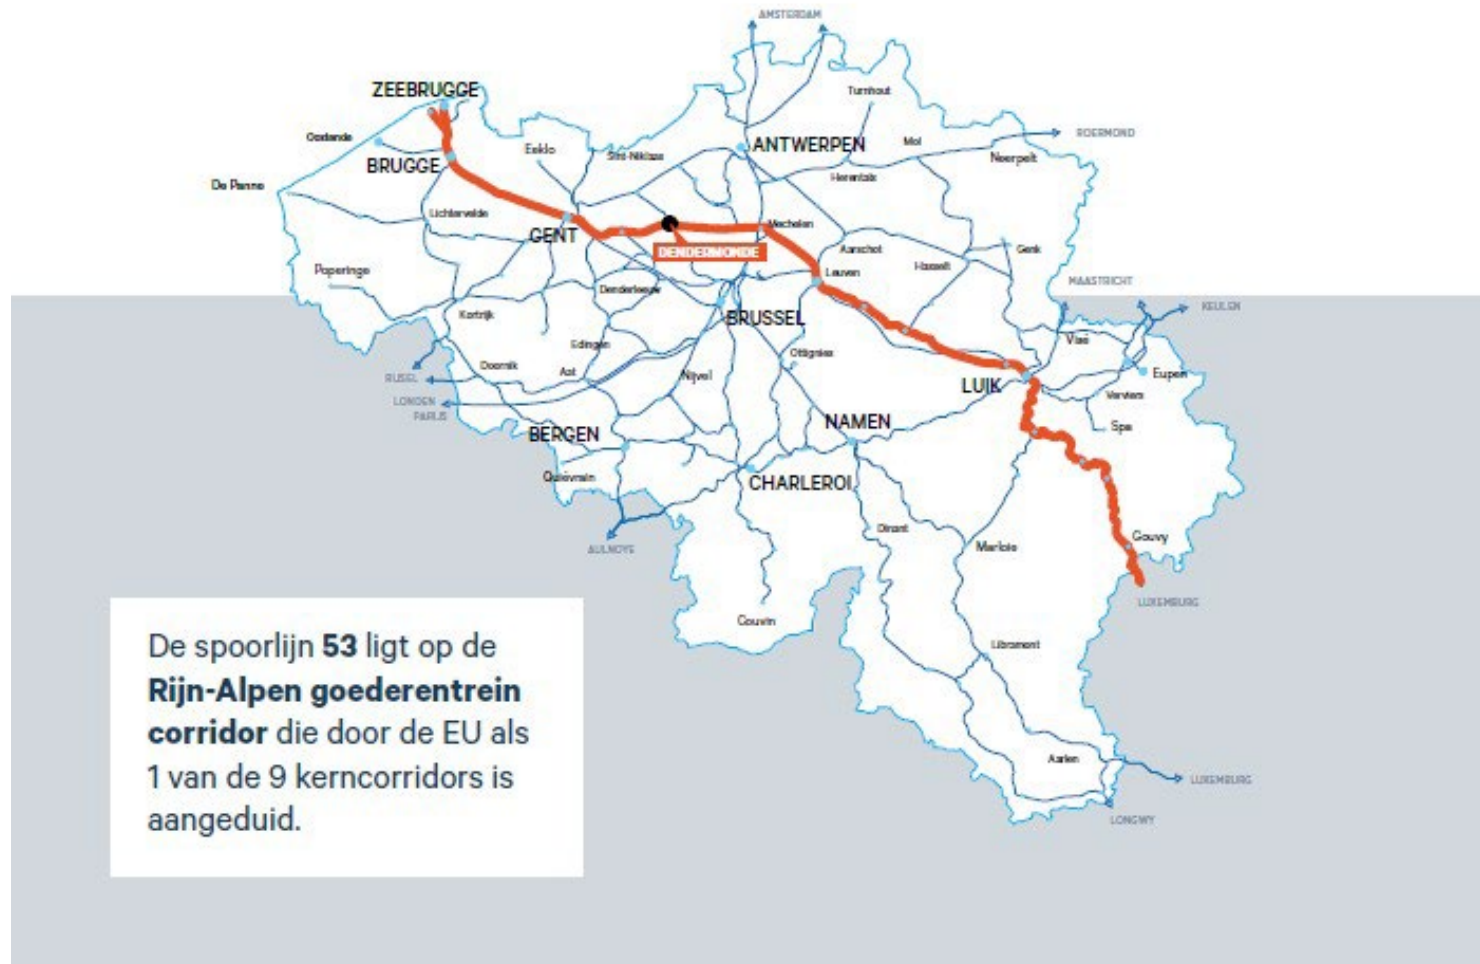 AMSTERDAM
ZEEBRUGGE
Turnhout
Oostende
ROERMOND
Eeklo
Sint-Niklaas
ANTWERPEN
Mol
Neerpelt
BRUGGE
Herentals
De Panne
Lichtervelde
Mechelen
GENT
Aarschot
Genk
DENDERMONDE
Hasselt
Poperinge
Leuven
MAASTRICHT
Denderleeuw
KEULEN
Kortrijk
BRUSSEL
Edingen
Visé
Ottignies
Doornik
Aat
Nijvel
Eupen
RIJSEL
LUIK
Verviers
LONDEN
PARIJS
NAMEN
Spa
BERGEN
Quiévrain
CHARLEROI
Dinant
Gouvy
AULNOYE
Marloie
LUXEMBURG
Couvin
De spoorlijn 53 ligt op de
Rijn-Alpen goederentrein
corridor die door de EU als
1 van de 9 kerncorridors is
aangeduid.
Libramont
Aarlen
LUXEMBURG
LONGWY